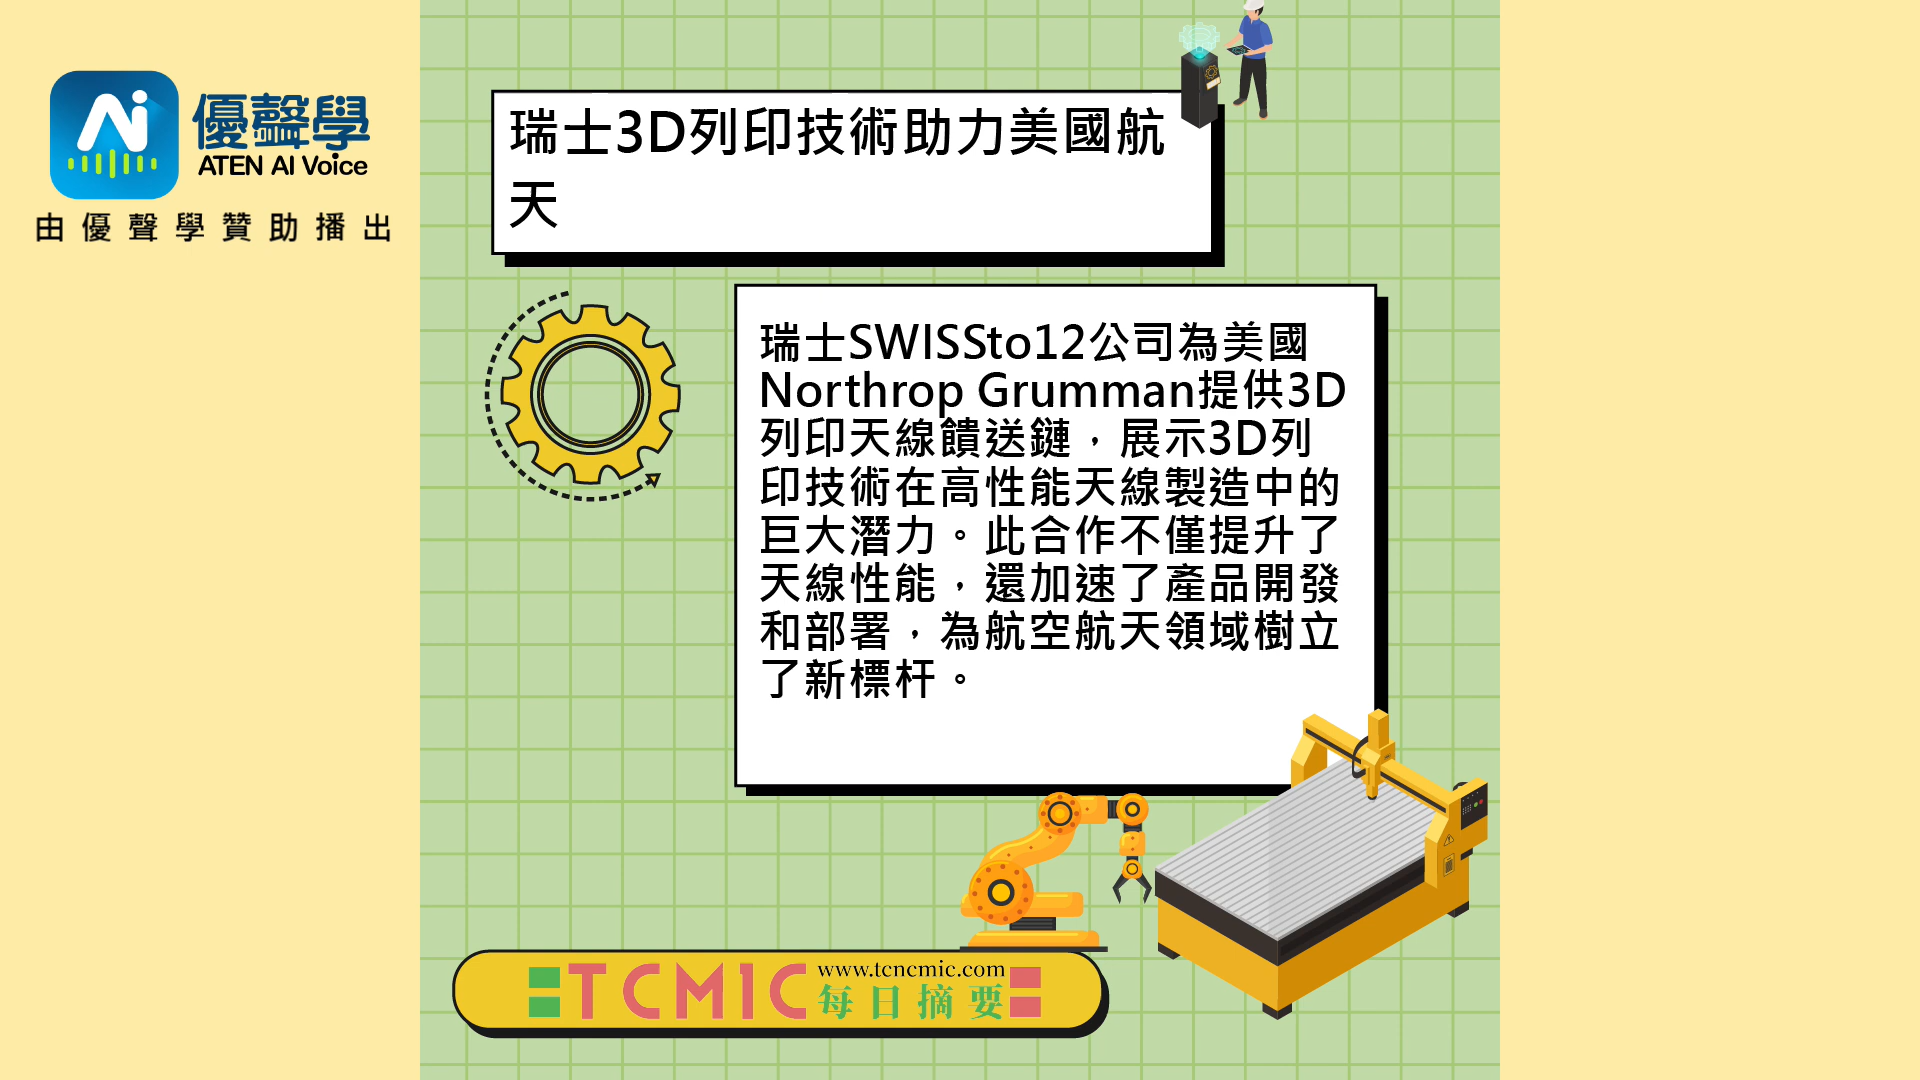 優聲學
ATEN AI Voice
由優聲學贊助播出
瑞士3D列印技術助力美國航
天
瑞士SWISSto12公司為美國
Northrop Grumman提供3D
列印天線饋送鏈，展示3D列
印技術在高性能天線製造中的
巨大潛力。此合作不僅提升了
天線性能，還加速了產品開發
和部署，為航空航天領域樹立
了新標杆。
TCMIC
www.tcncmic.com
每日摘要